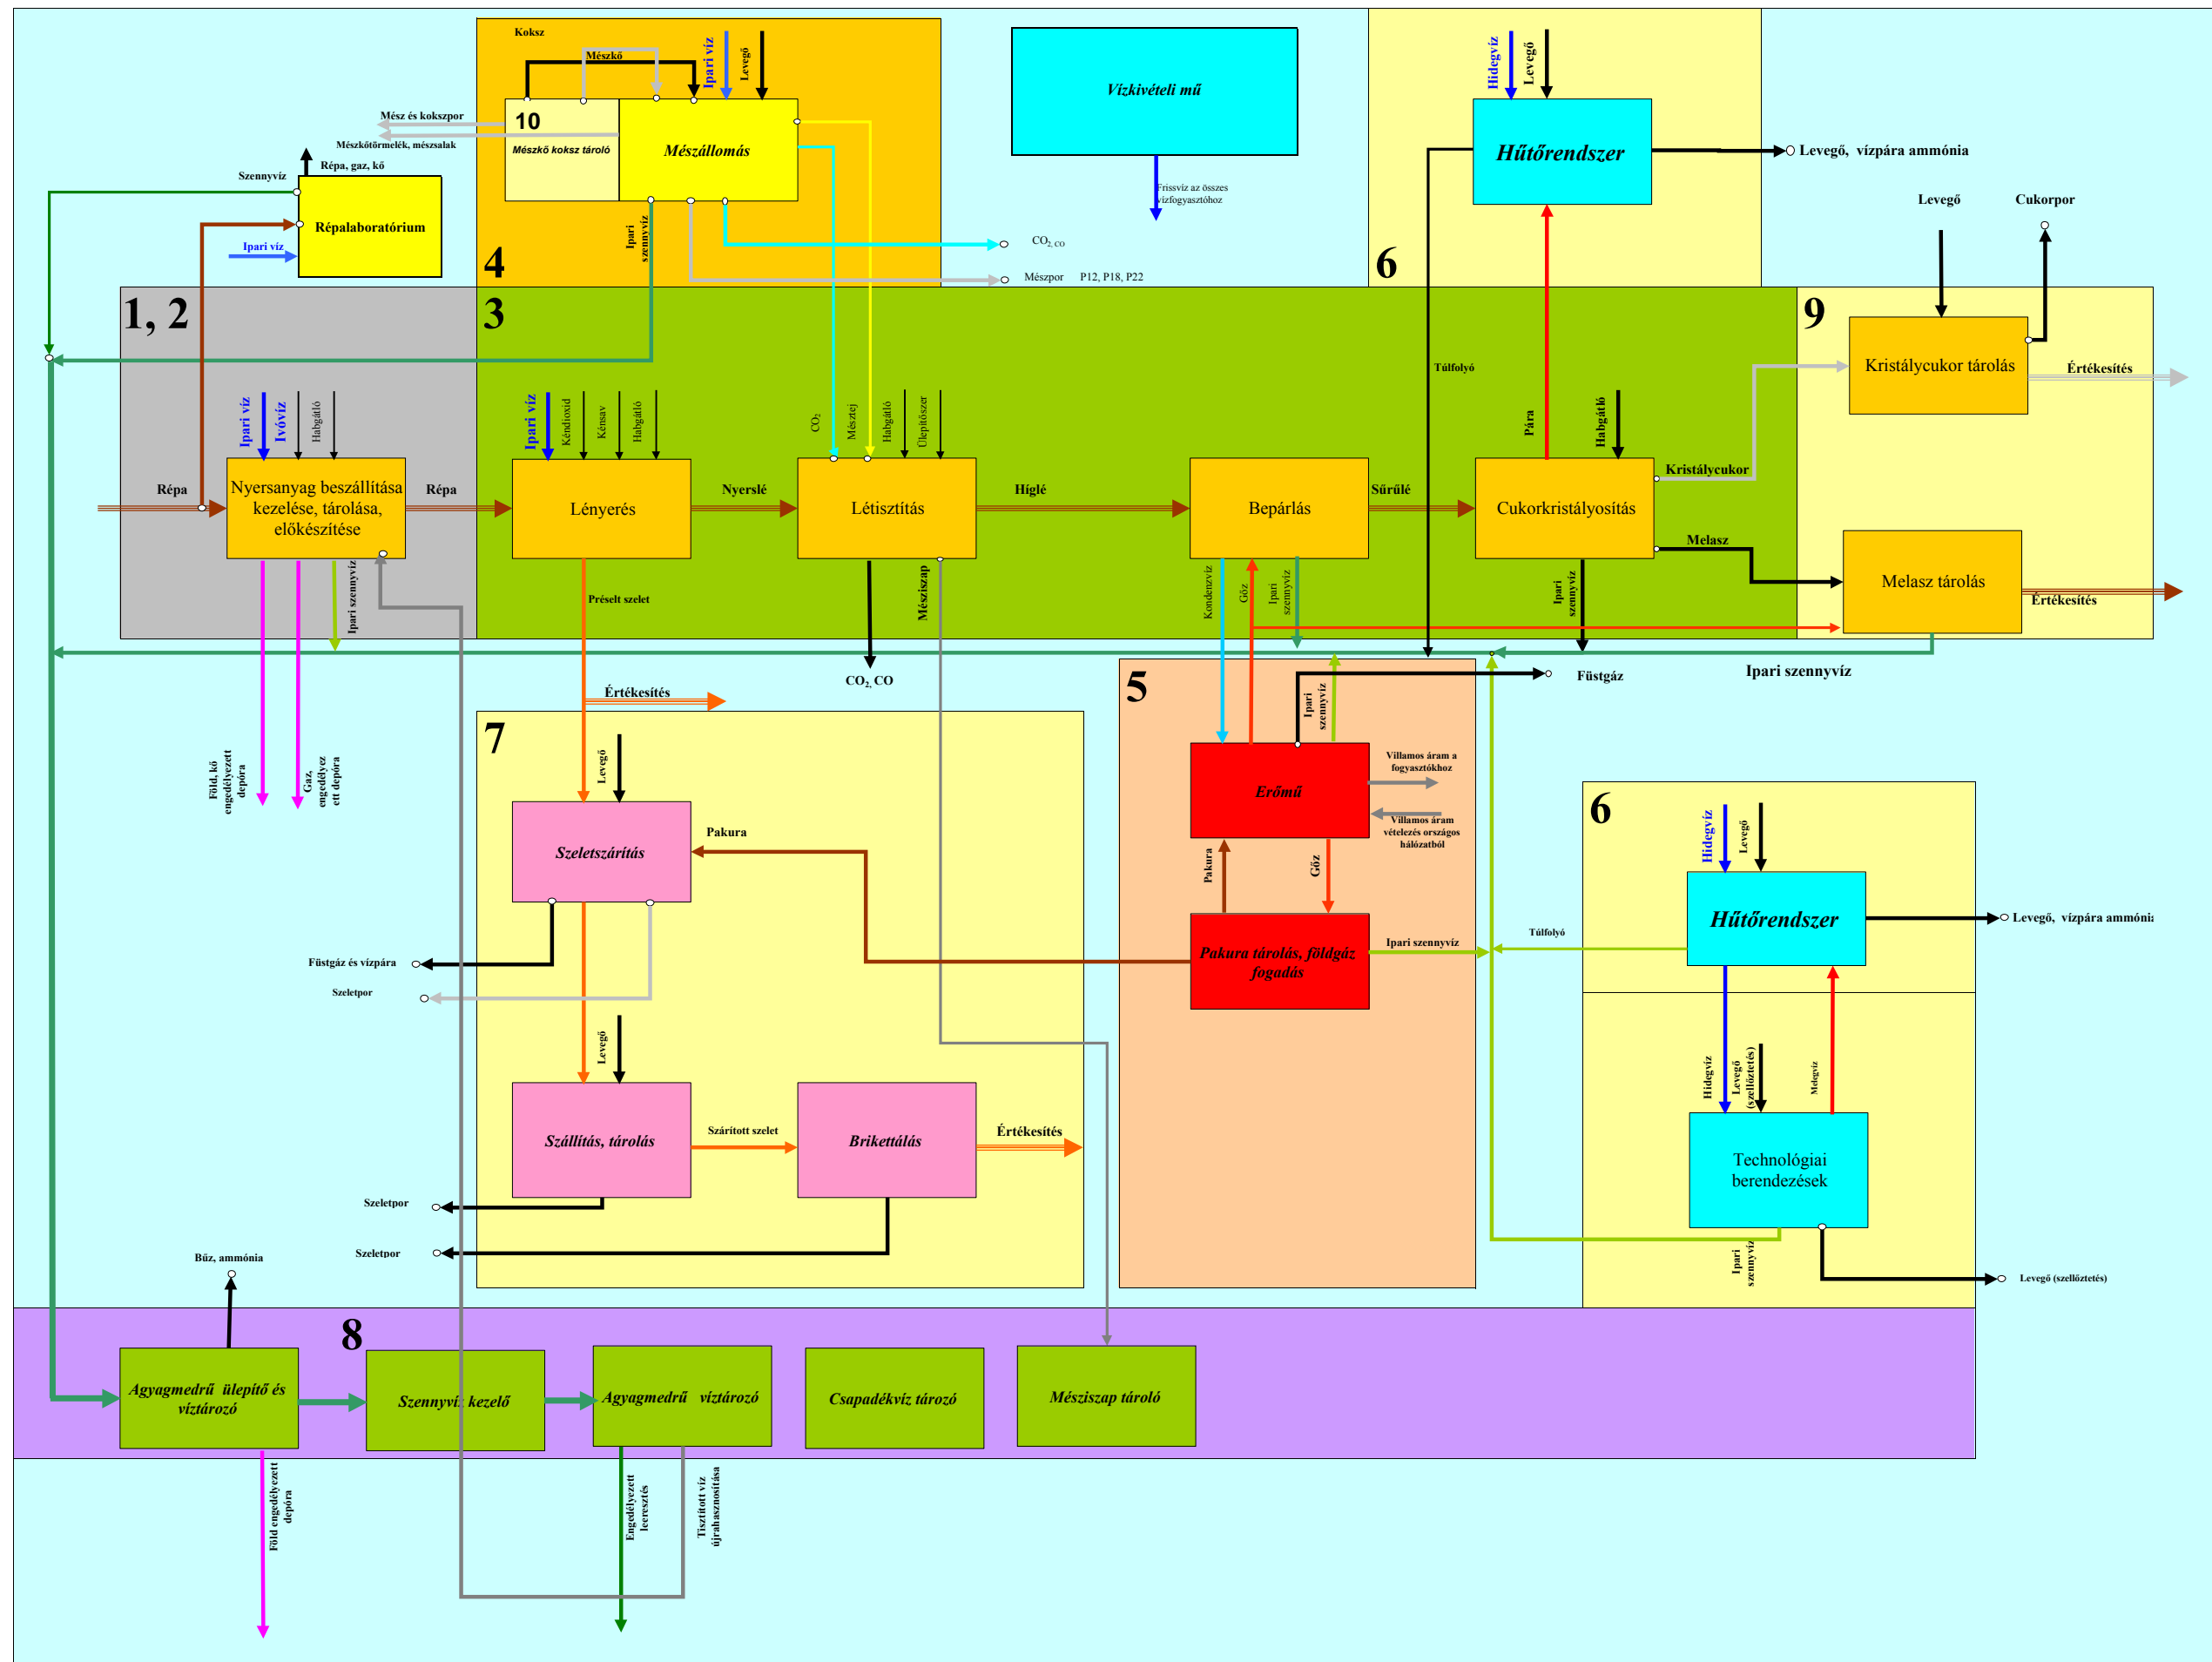 Koksz
Mészkő
Ipari víz
Levegő
10
Mészkő koksz tároló
Mészállomás
Mész és kokszpor
Mészkőtörmelék, mészsalak
Répa, gaz, kő
Szennyvíz
Répalaboratórium
Ipari víz
Ipari
szennyvíz
4
CO2, CO
Mészpor P12, P18, P22
Vízkivételi mű
Frissvíz az összes
vízfogyasztóhoz
Hidegvíz
Levegő
Hűtőrendszer
Levegő, vízpára ammónia
6
Levegő
Cukorpor
1, 2
3
9
Kristálycukor tárolás
Értékesítés
Túlfolyó
Ipari víz
Ivóvíz
Habgátló
Ipari víz
Kéndioxid
Kénsav
Habgátló
CO2
Mésztej
Habgátló
Ülepítőszer
Pára
Habgátló
Répa
Nyersanyag beszállítása
kezelése, tárolása,
előkészítése
Répa
Lényerés
Nyerslé
Létisztítás
Híglé
Bepárlás
Sűrűlé
Cukorkristályosítás
Kristálycukor
Melasz
Melasz tárolás
Értékesítés
Ipari szennyvíz
Préselt szelet
Mésziszap
Kondenzvíz
Gőz
Ipari
szennyvíz
Ipari
szennyvíz
CO2, CO
Értékesítés
Ipari szennyvíz
Füstgáz
5
7
Föld, kő
engedélyezett
depóra
Gaz,
engedélyez
ett depóra
Levegő
Ipari
szennyvíz
Erőmű
Villamos áram a
fogyasztókhoz
Villamos áram
vételezés országos
hálózatból
Pakura
Szeletszárítás
Pakura
Gőz
Pakura tárolás, földgáz
fogadás
Ipari szennyvíz
6
Hidegvíz
Levegő
Hűtőrendszer
Levegő, vízpára ammónia
Túlfolyó
Füstgáz és vízpára
Szeletpor
Levegő
Hidegvíz
Levegő
(szellőztetés)
Melegvíz
Szállítás, tárolás
Szárított szelet
Brikettálás
Értékesítés
Technológiai
berendezések
Szeletpor
Szeletpor
Ipari
szennyvíz
Levegő (szellőztetés)
Bűz, ammónia
8
Agyagmedrű ülepítő és
víztározó
Szennyvíz kezelő
Agyagmedrű víztározó
Csapadékvíz tározó
Mésziszap tároló
Föld engedélyezett
depóra
Engedélyezett
leeresztés
Tisztított víz
újrahasznosítása